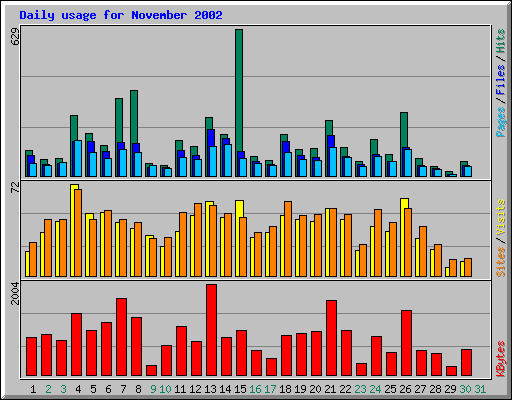 Daily usage for November 2002
629
Pages / Files / Hits
72
Sites / Visits
2004
KBytes
1 2 3 4 5 6 7 8 9 10 11 12 13 14 15 16 17 18 19 20 21 22 23 24 25 26 27 28 29 30 31